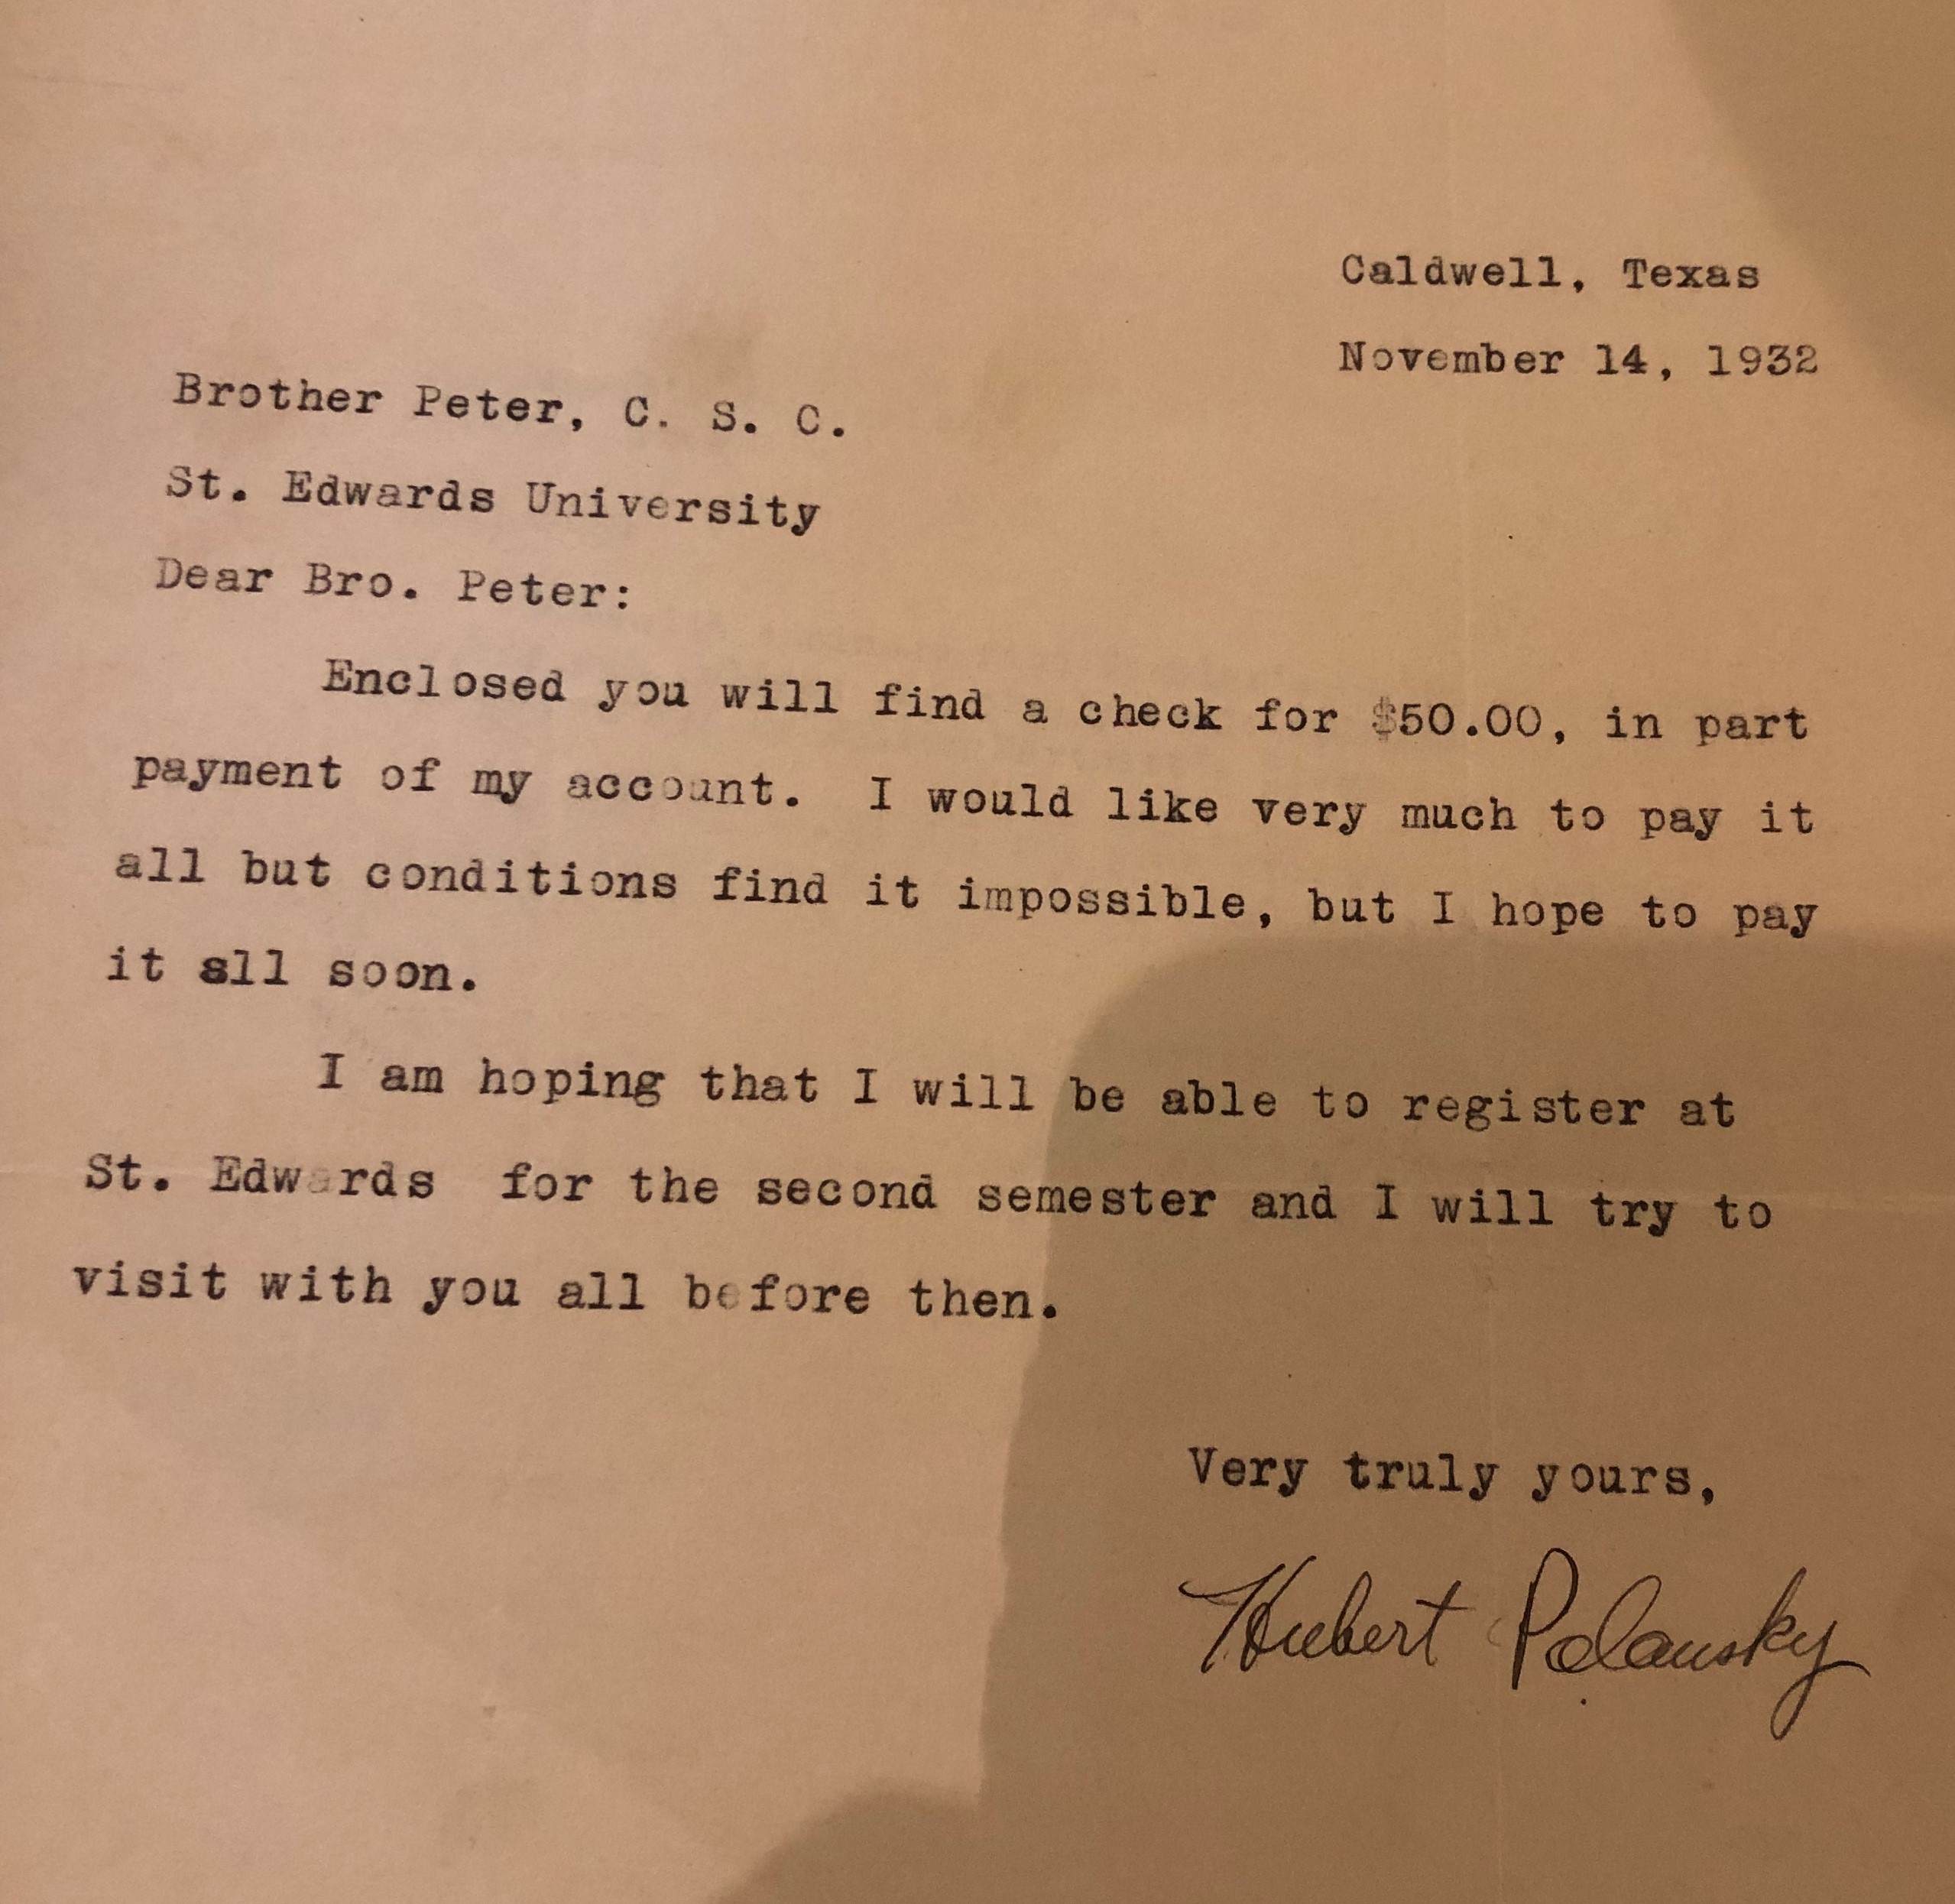 Caldwell, Texas
November 14, 1932
Brother Peter, C. S. C.
St. Edwards University
Dear Bro. Peter:
Enclosed you will find a check for $50.00, in part
payment of my account. I would like very much to pay it
all but conditions find it impossible, but I hope to pay
it all soon.
I am hoping that I will be able to register at
St. Edwards for the second semester and I will try to
visit with you all before then.
Very truly yours,
Hubert Polansky